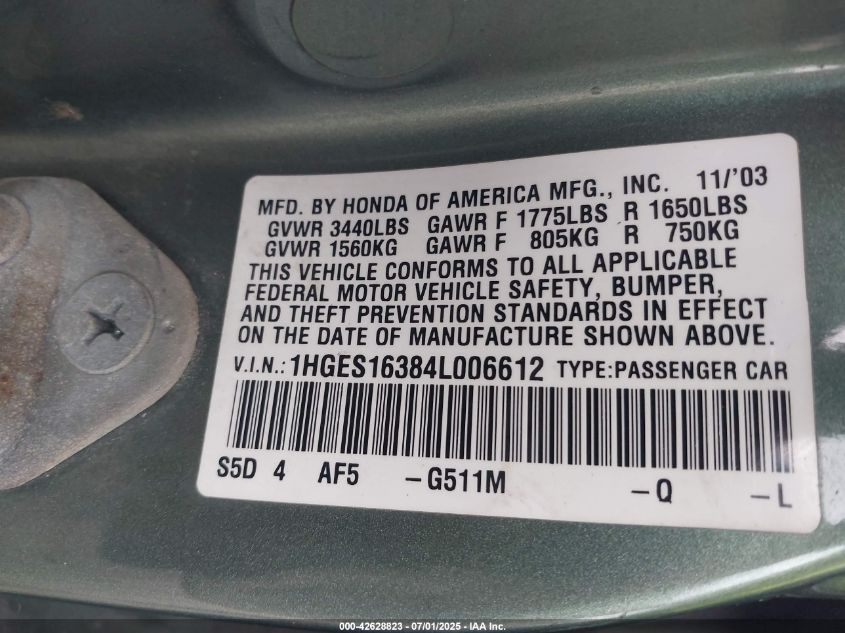 MFD. BY HONDA OF AMERICA MFG., INC. 11/'03
GVWR 3440LBS GAWR F 1775LBS R 1650LBS
GVWR 1560KG GAWR F 805KG R 750KG
THIS VEHICLE CONFORMS TO ALL APPLICABLE
FEDERAL MOTOR VEHICLE SAFETY, BUMPER,
AND THEFT PREVENTION STANDARDS IN EFFECT
ON THE DATE OF MANUFACTURE SHOWN ABOVE.
V.I.N.: 1HGES16384L006612 TYPE:PASSENGER CAR
S5D 4 AF5 -G511M -Q -L
000-42628823 - 07/01/2025 - IAA Inc.